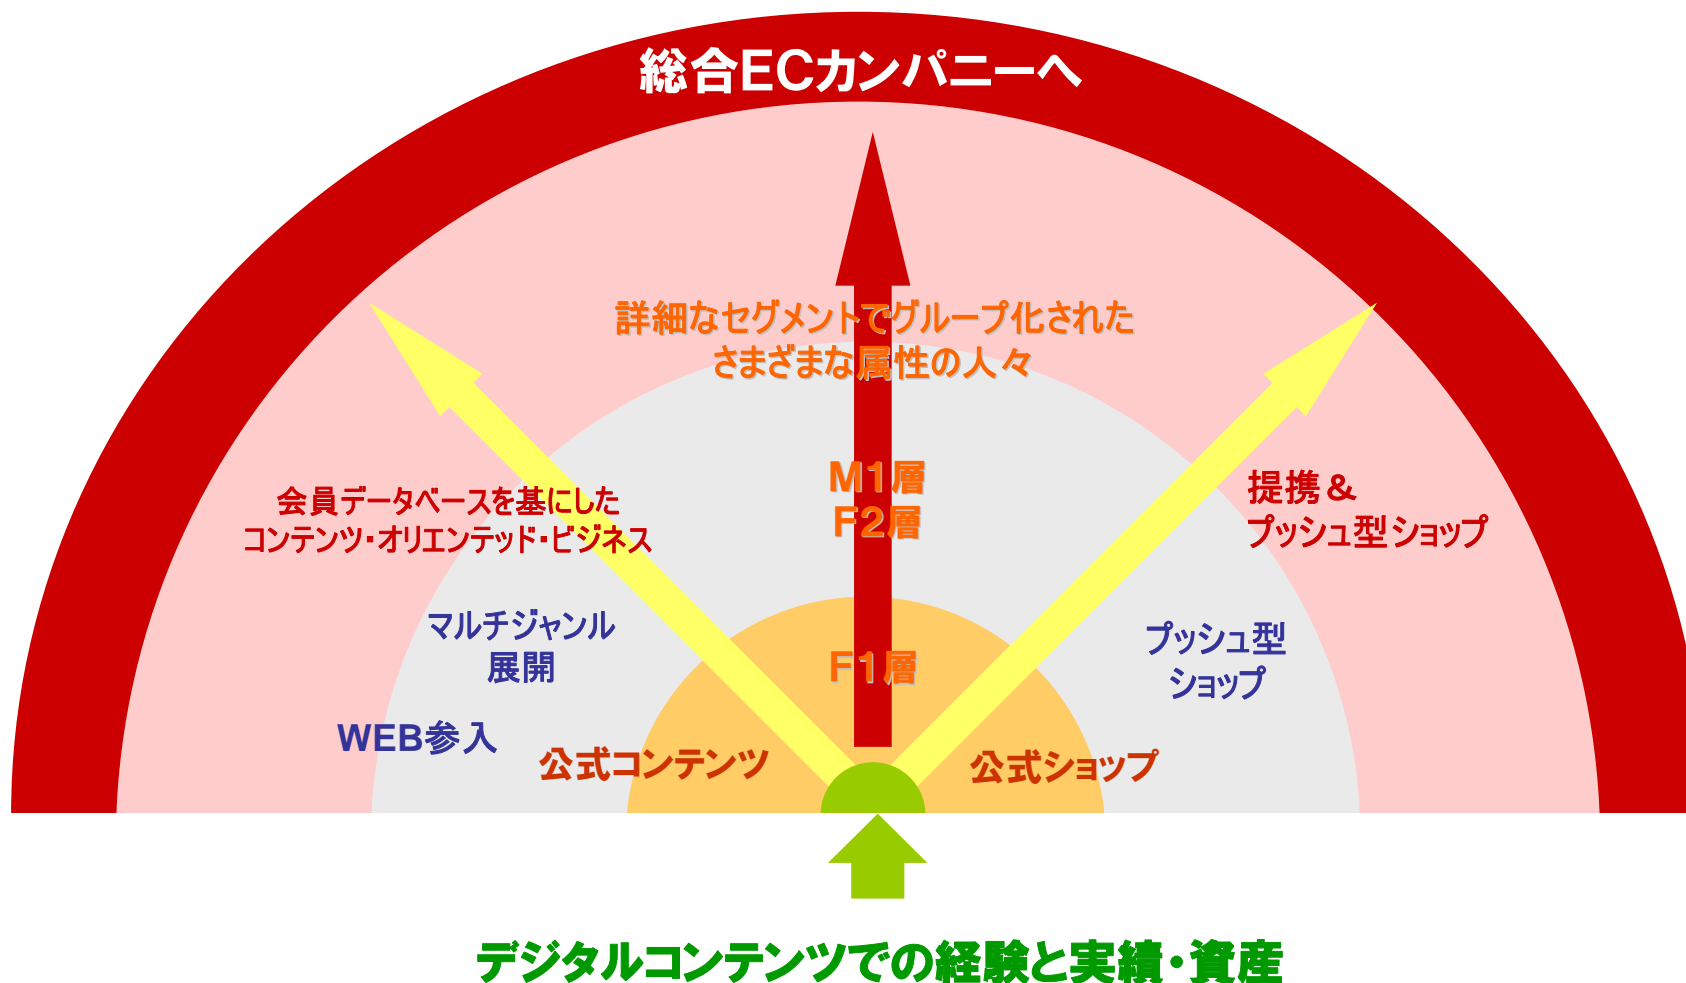 総合ECカンパニーへ
詳細なセグメントでグループ化された
さまざまな属性の人々
M1層
F2層
F1層
会員データベースを基にした
コンテンツ・オリエンテッド・ビジネス
マルチジャンル
展開
WEB参入
公式コンテンツ
提携&
プッシュ型ショップ
プッシュ型
ショップ
公式ショップ
デジタルコンテンツでの経験と実績・資産